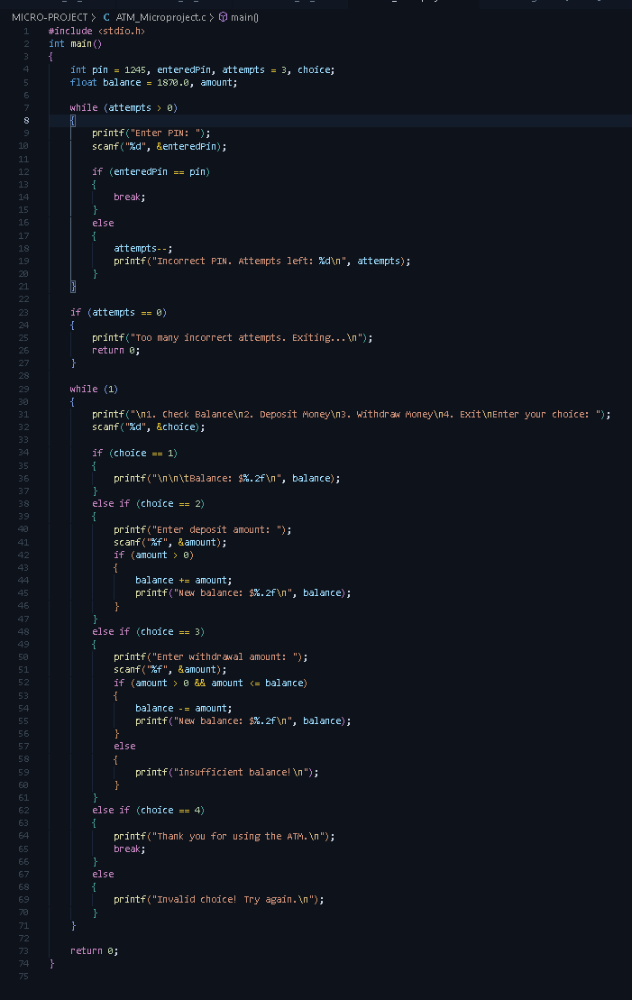 MICRO-PROJECT > C ATM_Microproject.c > main()
1 #include <stdio.h>
2 int main()
3 {
4     int pin = 1245, enteredPin, attempts = 3, choice;
5     float balance = 1870.0, amount;
6
7     while (attempts > 0)
8     {
9         printf("Enter PIN: ");
10         scanf("%d", &enteredPin);
11
12         if (enteredPin == pin)
13         {
14             break;
15         }
16         else
17         {
18             attempts--;
19             printf("Incorrect PIN. Attempts left: %d\n", attempts);
20         }
21     }
22
23     if (attempts == 0)
24     {
25         printf("Too many incorrect attempts. Exiting...\n");
26         return 0;
27     }
28
29     while (1)
30     {
31         printf("\n1. Check Balance\n2. Deposit Money\n3. Withdraw Money\n4. Exit\nEnter your choice: ");
32         scanf("%d", &choice);
33
34         if (choice == 1)
35         {
36             printf("\n\n\tBalance: $%.2f\n", balance);
37         }
38         else if (choice == 2)
39         {
40             printf("Enter deposit amount: ");
41             scanf("%f", &amount);
42             if (amount > 0)
43             {
44                 balance += amount;
45                 printf("New balance: $%.2f\n", balance);
46             }
47         }
48         else if (choice == 3)
49         {
50             printf("Enter withdrawal amount: ");
51             scanf("%f", &amount);
52             if (amount > 0 && amount <= balance)
53             {
54                 balance -= amount;
55                 printf("New balance: $%.2f\n", balance);
56             }
57             else
58             {
59                 printf("insufficient balance!\n");
60             }
61         }
62         else if (choice == 4)
63         {
64             printf("Thank you for using the ATM.\n");
65             break;
66         }
67         else
68         {
69             printf("Invalid choice! Try again.\n");
70         }
71     }
72
73     return 0;
74 }
75